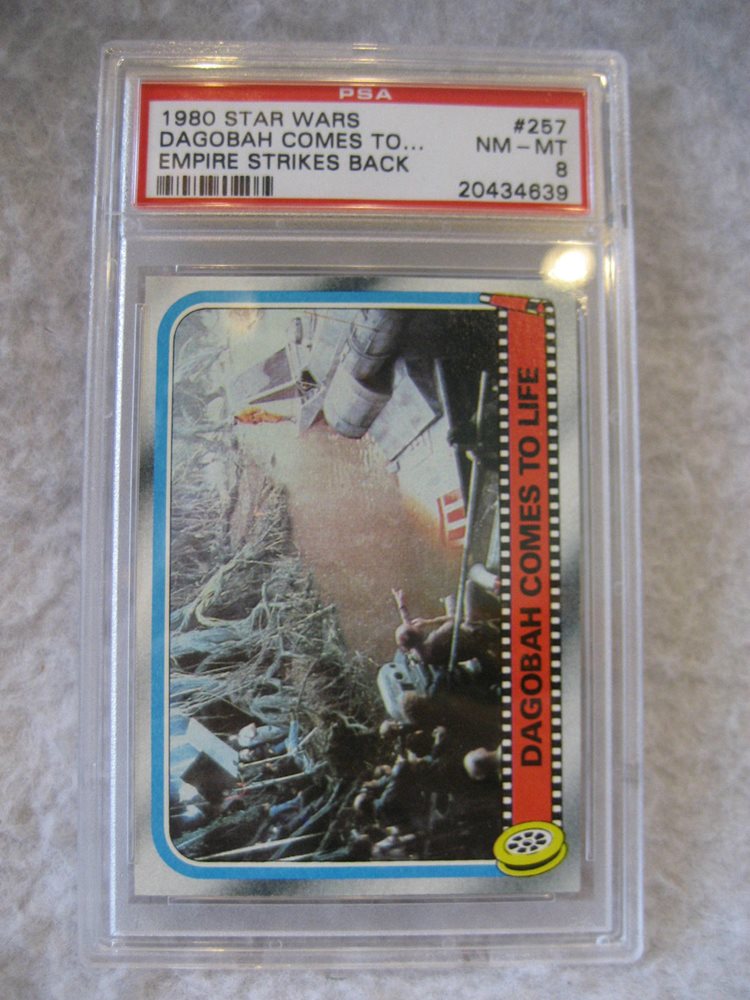 PSA
1980 STAR WARS #257
DAGOBAH COMES TO... NM-MT
EMPIRE STRIKES BACK 8
20434639
DAGOBAH COMES TO LIFE